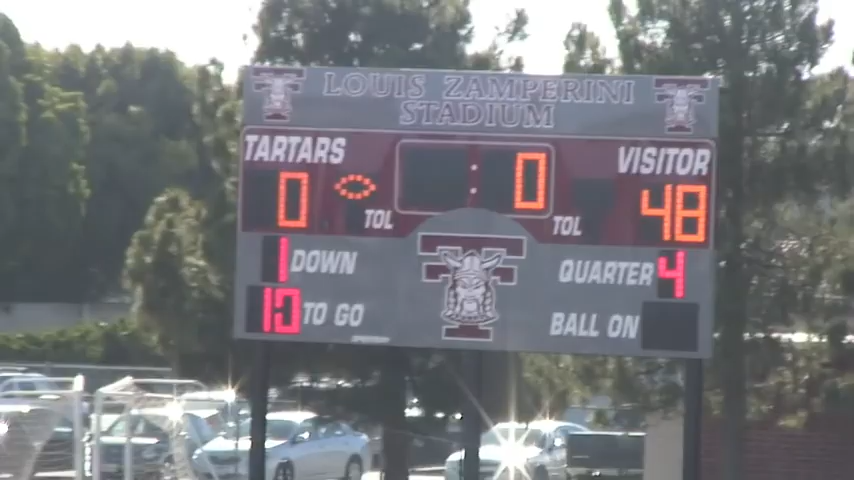 LOUIS ZAMPERINI
STADIUM
TARTARS : 0 VISITOR
0 TOL TOL 48
1 DOWN QUARTER 4
10 TO GO BALL ON
T